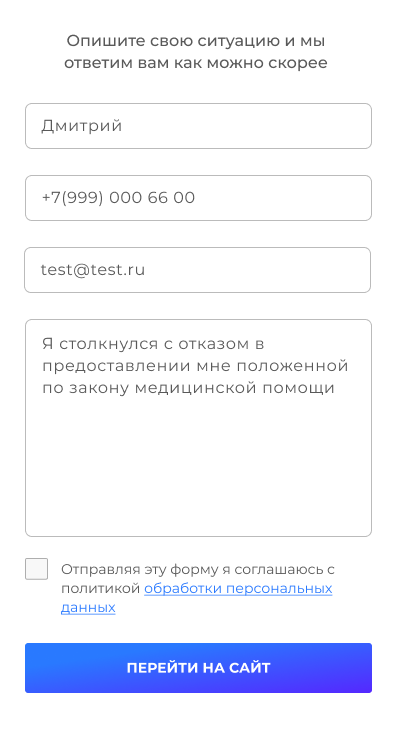 Опишите свою ситуацию и мы
ответим вам как можно скорее
Дмитрий
+7(999) 000 66 00
test@test.ru
Я столкнулся с отказом в
предоставлении мне положенной
по закону медицинской помощи
Отправляя эту форму я соглашаюсь с
политикой обработки персональных
данных
ПЕРЕЙТИ НА САЙТ